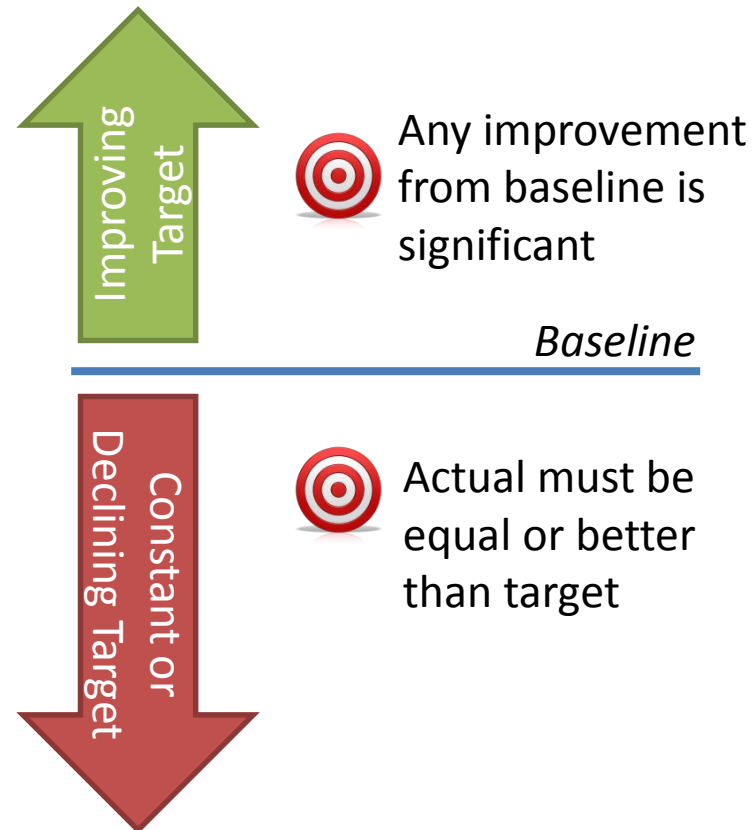 Improving
Target
Any improvement
from baseline is
significant
Baseline
Constant or
Declining Target
Actual must be
equal or better
than target